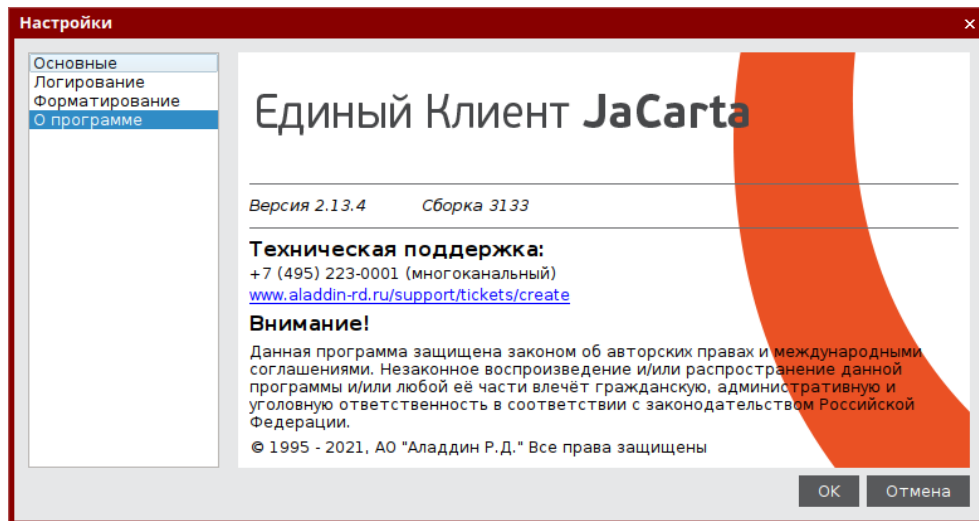 Настройки
Основные
Логирование
Форматирование
О программе
Единый Клиент JaCarta
Версия 2.13.4 Сборка 3133
Техническая поддержка:
+7 (495) 223-0001 (многоканальный)
www.aladdin-rd.ru/support/tickets/create
Внимание!
Данная программа защищена законом об авторских правах и международными
соглашениями. Незаконное воспроизведение и/или распространение данной
программы и/или любой её части влечёт гражданскую, административную и
уголовную ответственность в соответствии с законодательством Российской
Федерации.
© 1995 - 2021, АО "Аладдин Р.Д." Все права защищены
OK Отмена